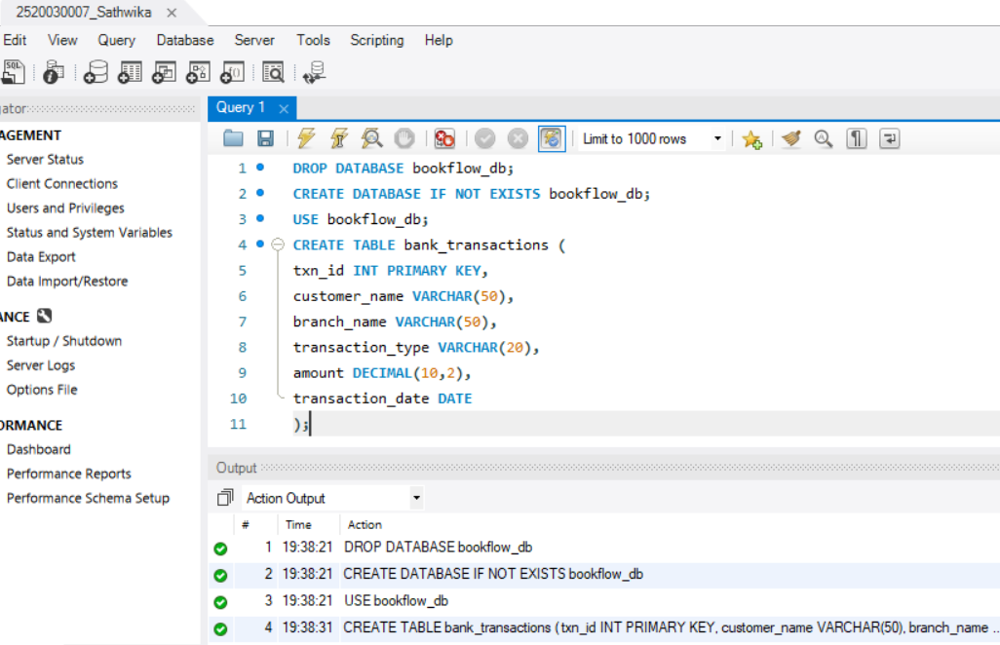 2520030007_Sathwika ×
Edit View Query Database Server Tools Scripting Help
SQL
Query 1 ×
Limit to 1000 rows
Server Status
Client Connections
Users and Privileges
Status and System Variables
Data Export
Data Import/Restore
Startup / Shutdown
Server Logs
Options File
Dashboard
Performance Reports
Performance Schema Setup
1 DROP DATABASE bookflow_db;
2 CREATE DATABASE IF NOT EXISTS bookflow_db;
3 USE bookflow_db;
4 CREATE TABLE bank_transactions (
5 txn_id INT PRIMARY KEY,
6 customer_name VARCHAR(50),
7 branch_name VARCHAR(50),
8 transaction_type VARCHAR(20),
9 amount DECIMAL(10,2),
10 transaction_date DATE
11 );
Output
Action Output
# Time Action
1 19:38:21 DROP DATABASE bookflow_db
2 19:38:21 CREATE DATABASE IF NOT EXISTS bookflow_db
3 19:38:21 USE bookflow_db
4 19:38:31 CREATE TABLE bank_transactions ( txn_id INT PRIMARY KEY, customer_name VARCHAR(50), branch_name ...